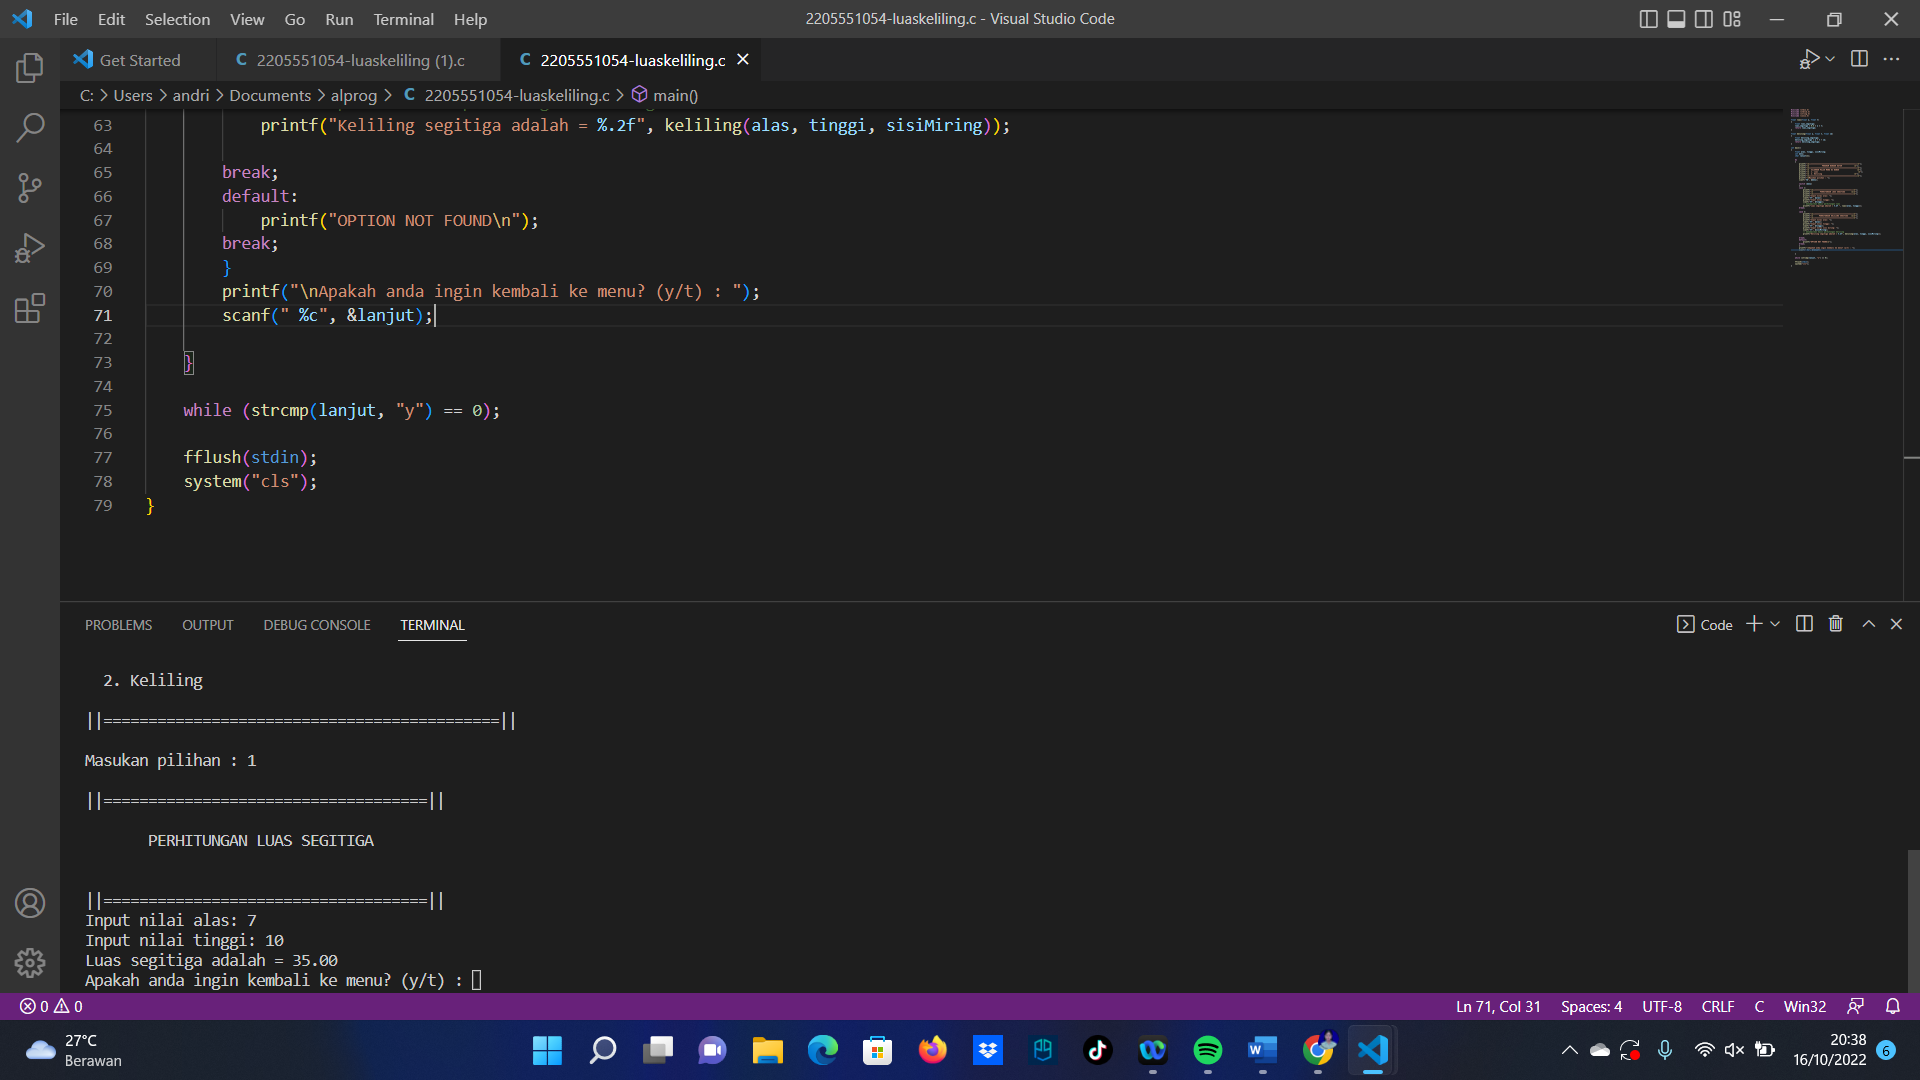 File Edit Selection View Go Run Terminal Help
2205551054-luaskeliling.c - Visual Studio Code
Get Started
C 2205551054-luaskeliling (1).c
C 2205551054-luaskeliling.c
C: > Users > andri > Documents > alprog > C 2205551054-luaskeliling.c > main()
63 printf("Keliling segitiga adalah = %.2f", keliling(alas, tinggi, sisiMiring));
64
65 break;
66 default:
67 printf("OPTION NOT FOUND\n");
68 break;
69 }
70 printf("\nApakah anda ingin kembali ke menu? (y/t) : ");
71 scanf(" %c", &lanjut);
72
73 }
74
75 while (strcmp(lanjut, "y") == 0);
76
77 fflush(stdin);
78 system("cls");
79 }
PROBLEMS OUTPUT DEBUG CONSOLE TERMINAL
Code
2. Keliling
||============================================||
Masukan pilihan : 1
||====================================||
PERHITUNGAN LUAS SEGITIGA
||====================================||
Input nilai alas: 7
Input nilai tinggi: 10
Luas segitiga adalah = 35.00
Apakah anda ingin kembali ke menu? (y/t) :
0 0
Ln 71, Col 31 Spaces: 4 UTF-8 CRLF C Win32
27°C
Berawan
20:38
16/10/2022
6